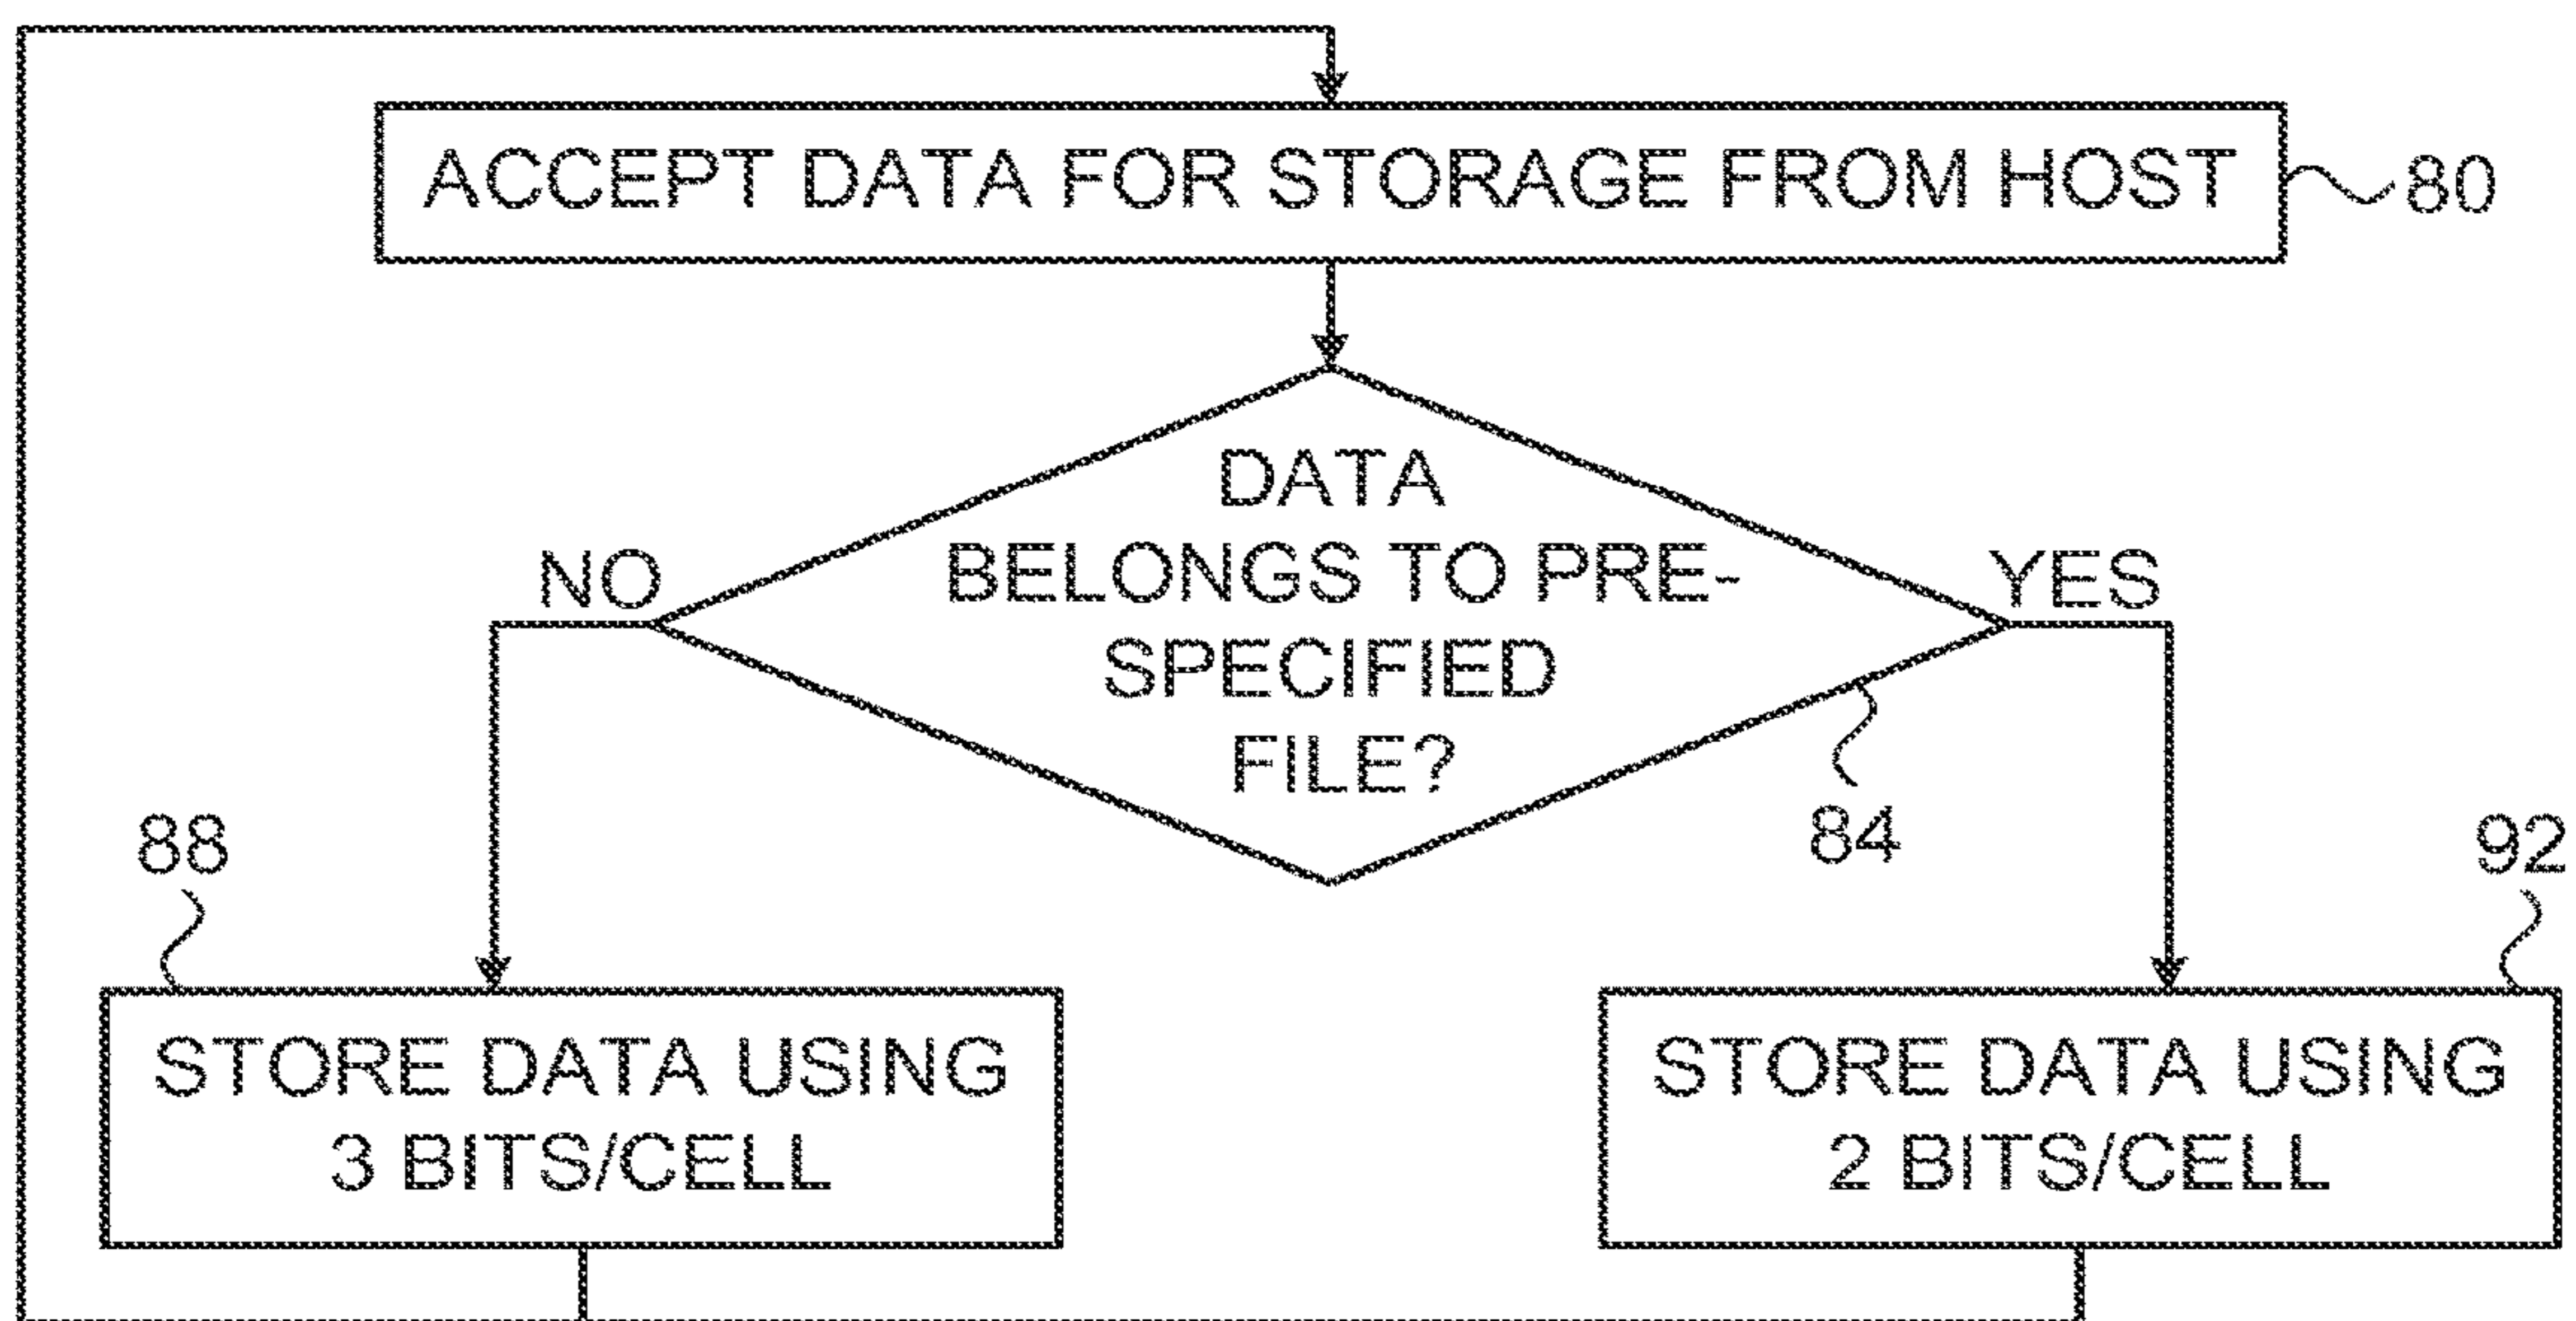 ACCEPT DATA FOR STORAGE FROM HOST
80
DATA
BELONGS TO PRE-
SPECIFIED
FILE?
NO
YES
84
88
92
STORE DATA USING
3 BITS/CELL
STORE DATA USING
2 BITS/CELL